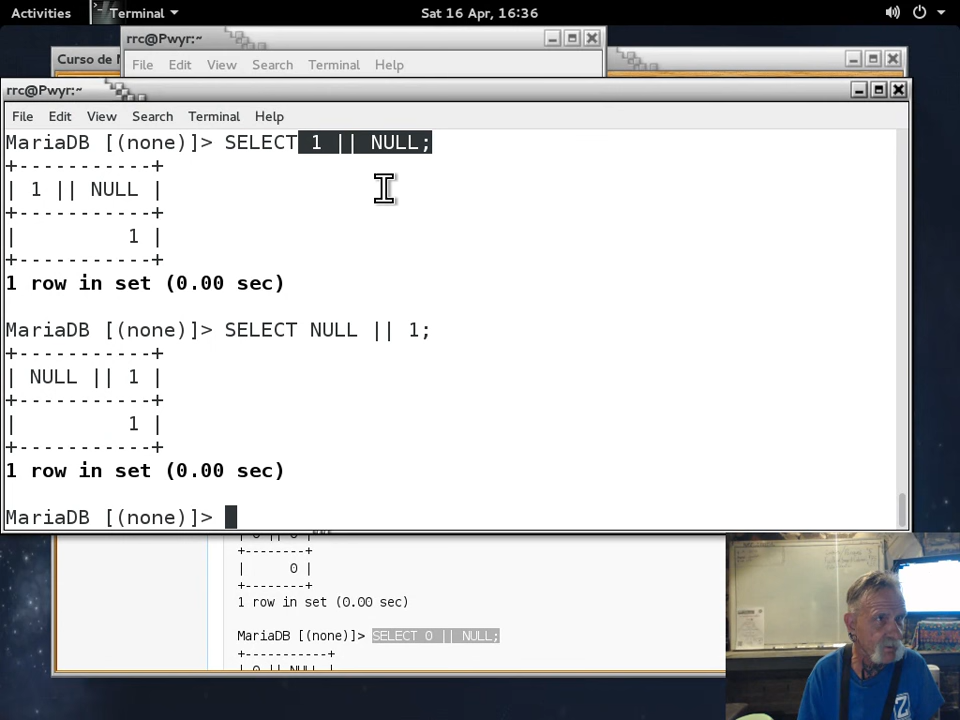 Activities Terminal Sat 16 Apr, 16:36
rrc@Pwyr:~
Curso de
File Edit View Search Terminal Help
rrc@Pwyr:~
File Edit View Search Terminal Help
MariaDB [(none)]> SELECT 1 || NULL;
+-----------+
| 1 || NULL |
+-----------+
|         1 |
+-----------+
1 row in set (0.00 sec)
MariaDB [(none)]> SELECT NULL || 1;
+-----------+
| NULL || 1 |
+-----------+
|         1 |
+-----------+
1 row in set (0.00 sec)
MariaDB [(none)]>
+--------+
|      0 |
+--------+
1 row in set (0.00 sec)
MariaDB [(none)]> SELECT 0 || NULL;
+-----------+
| 0 || NULL |